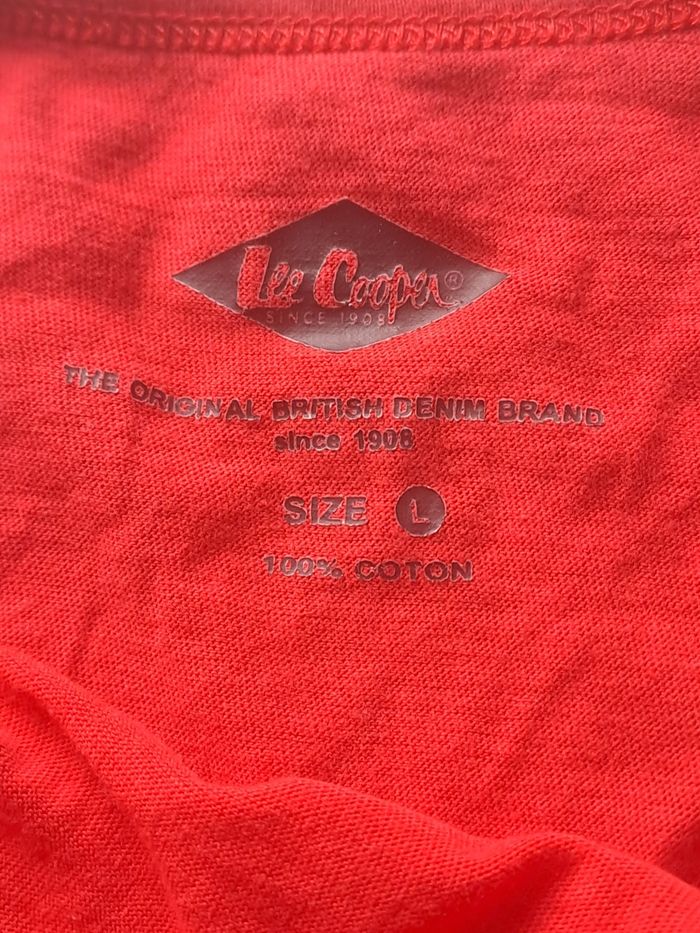 Lee Cooper®
SINCE 1908
THE ORIGINAL BRITISH DENIM BRAND
since 1908
SIZE L
100% COTON